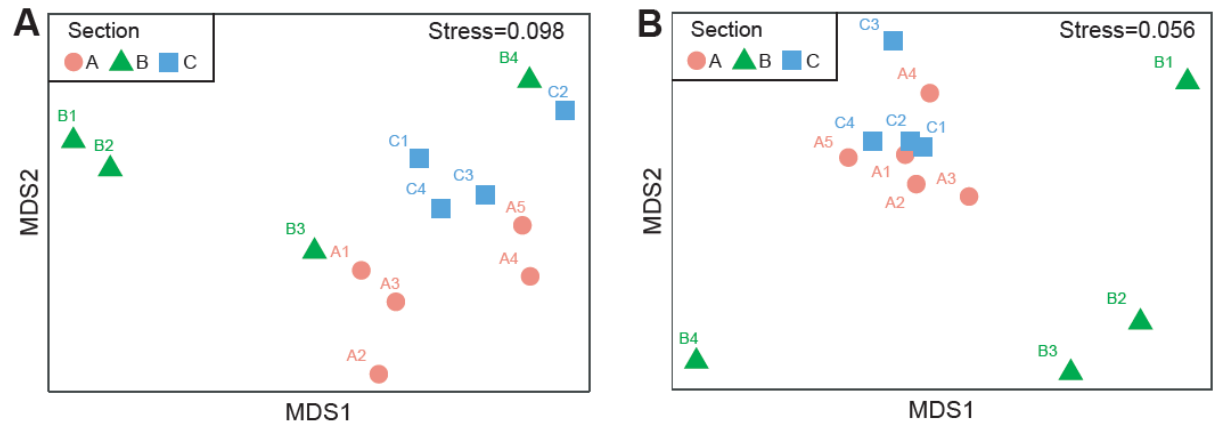 A
Section
A B C
Stress=0.098
B4
C2
B1
B2
C1
C4
C3
A5
B3
A1
A4
A3
A2
MDS2
MDS1
B
Section
A B C
Stress=0.056
C3
B1
A4
C4
C2
C1
A5
A1
A3
A2
B2
B3
B4
MDS2
MDS1